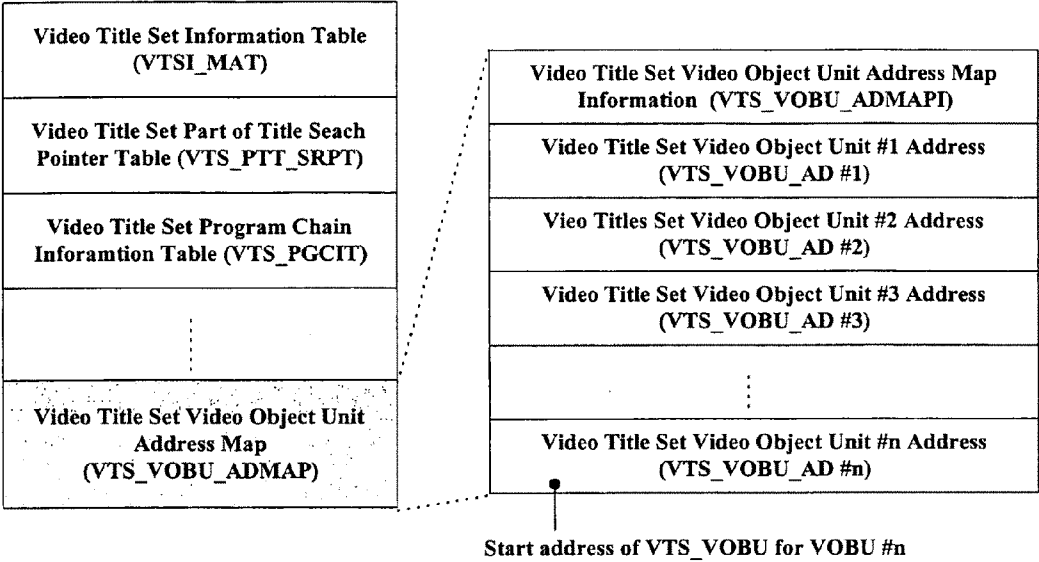 Video Title Set Information Table
(VTSI_MAT)
Video Title Set Part of Title Seach
Pointer Table (VTS_PTT_SRPT)
Video Title Set Program Chain
Inforamtion Table (VTS_PGCIT)
Video Title Set Video Object Unit
Address Map
(VTS_VOBU_ADMAP)
Video Title Set Video Object Unit Address Map
Information (VTS_VOBU_ADMAPI)
Video Title Set Video Object Unit #1 Address
(VTS_VOBU_AD #1)
Vieo Titles Set Video Object Unit #2 Address
(VTS_VOBU_AD #2)
Video Title Set Video Object Unit #3 Address
(VTS_VOBU_AD #3)
Video Title Set Video Object Unit #n Address
(VTS_VOBU_AD #n)
Start address of VTS_VOBU for VOBU #n